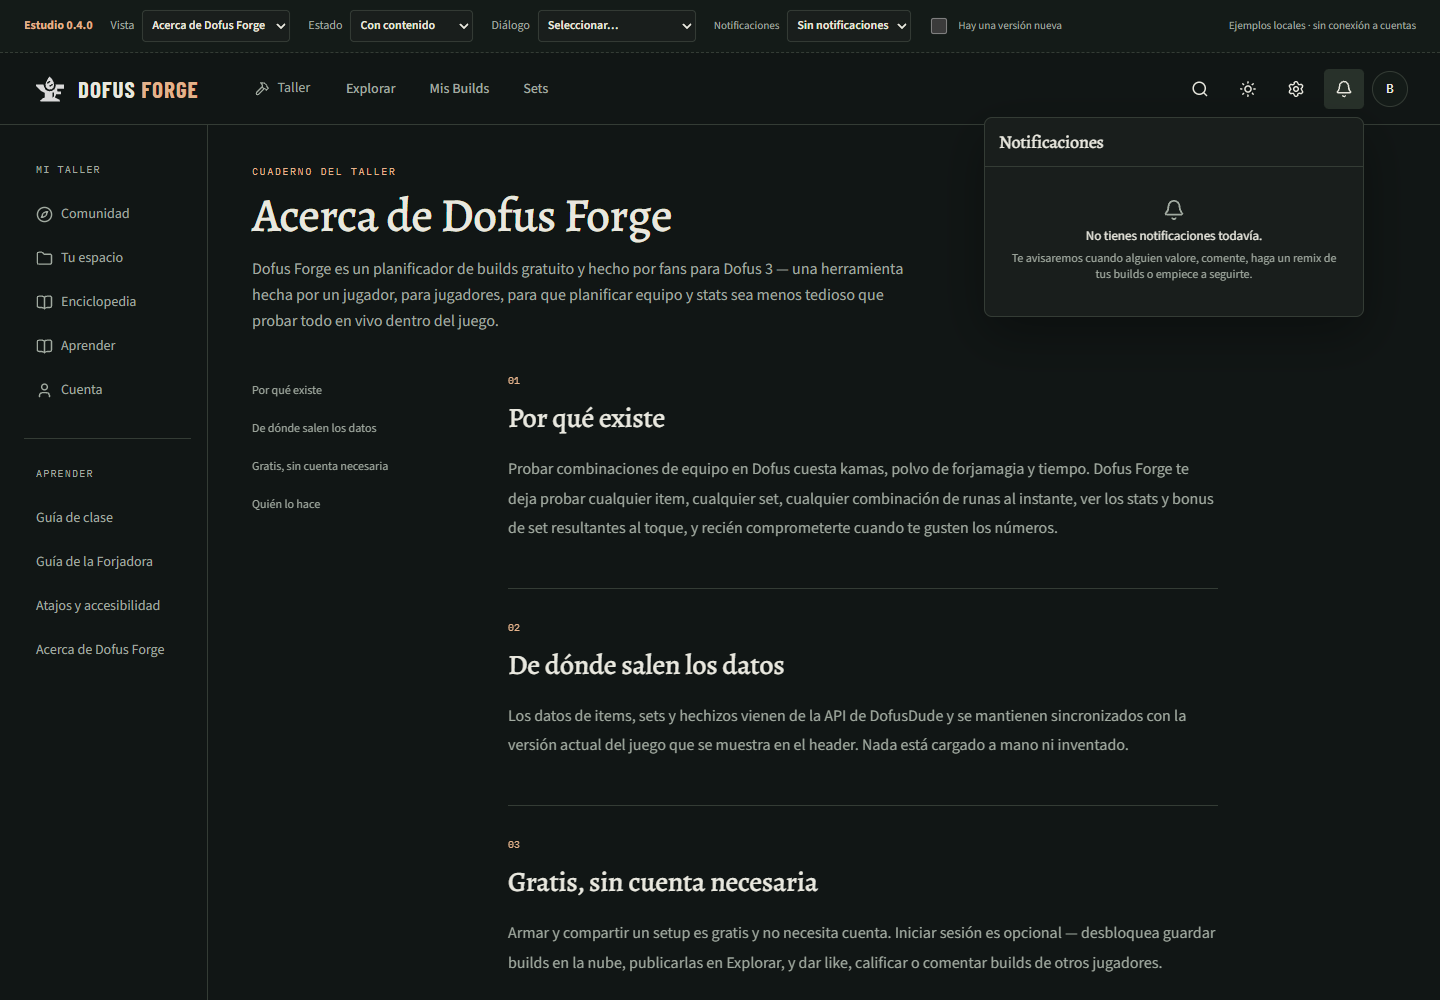 Estudio 0.4.0 Vista Acerca de Dofus Forge Estado Con contenido Diálogo Seleccionar... Notificaciones Sin notificaciones Hay una versión nueva Ejemplos locales · sin conexión a cuentas
DOFUS FORGE Taller Explorar Mis Builds Sets B
MI TALLER
Comunidad
Tu espacio
Enciclopedia
Aprender
Cuenta
APRENDER
Guía de clase
Guía de la Forjadora
Atajos y accesibilidad
Acerca de Dofus Forge
CUADERNO DEL TALLER
Acerca de Dofus Forge
Dofus Forge es un planificador de builds gratuito y hecho por fans para Dofus 3 — una herramienta
hecha por un jugador, para jugadores, para que planificar equipo y stats sea menos tedioso que
probar todo en vivo dentro del juego.
Notificaciones
No tienes notificaciones todavía.
Te avisaremos cuando alguien valore, comente, haga un remix de
tus builds o empiece a seguirte.
Por qué existe
De dónde salen los datos
Gratis, sin cuenta necesaria
Quién lo hace
01
Por qué existe
Probar combinaciones de equipo en Dofus cuesta kamas, polvo de forjamagia y tiempo. Dofus Forge te
deja probar cualquier item, cualquier set, cualquier combinación de runas al instante, ver los stats y bonus
de set resultantes al toque, y recién comprometerte cuando te gusten los números.
02
De dónde salen los datos
Los datos de items, sets y hechizos vienen de la API de DofusDude y se mantienen sincronizados con la
versión actual del juego que se muestra en el header. Nada está cargado a mano ni inventado.
03
Gratis, sin cuenta necesaria
Armar y compartir un setup es gratis y no necesita cuenta. Iniciar sesión es opcional — desbloquea guardar
builds en la nube, publicarlas en Explorar, y dar like, calificar o comentar builds de otros jugadores.